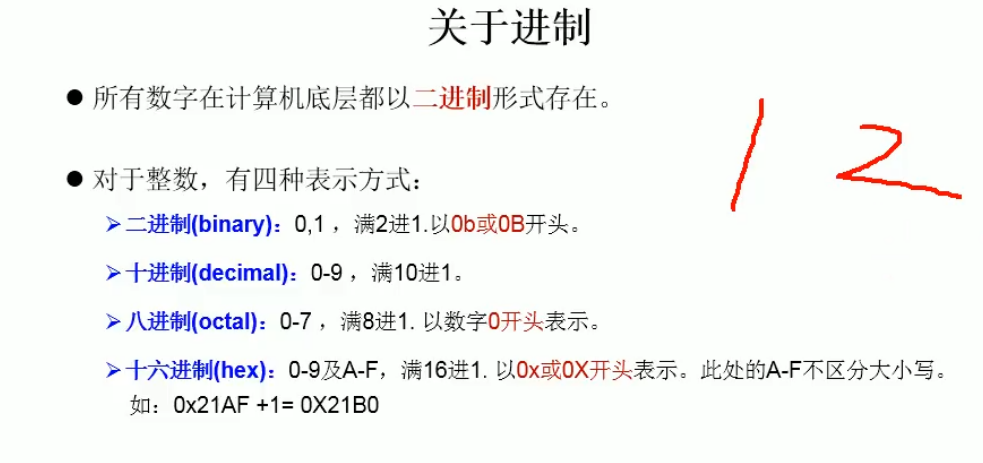 关于进制
● 所有数字在计算机底层都以二进制形式存在。
● 对于整数，有四种表示方式：
➢ 二进制(binary)：0,1 ，满2进1.以0b或0B开头。
➢ 十进制(decimal)：0-9 ，满10进1。
➢ 八进制(octal)：0-7 ，满8进1. 以数字0开头表示。
➢ 十六进制(hex)：0-9及A-F，满16进1. 以0x或0X开头表示。此处的A-F不区分大小写。
如：0x21AF +1= 0X21B0
1 2